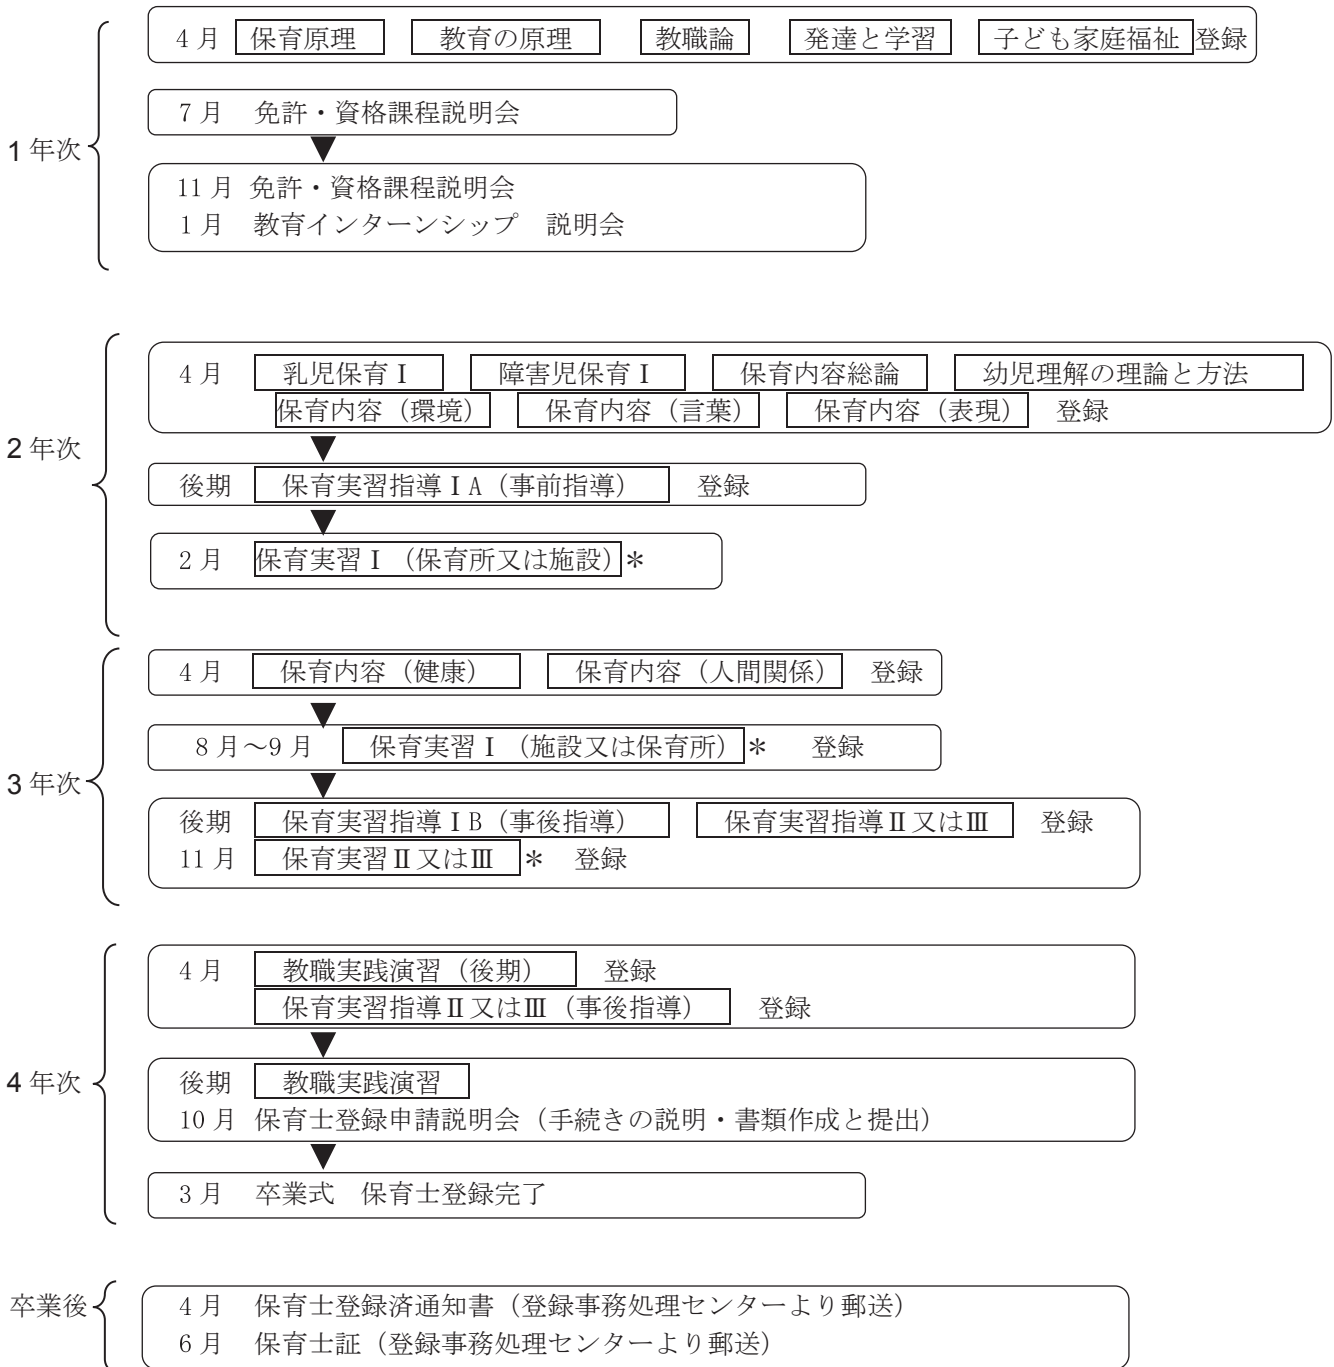 4月 保育原理 教育の原理 教職論 発達と学習 子ども家庭福祉 登録
7月 免許・資格課程説明会
1年次
11月 免許・資格課程説明会
1月 教育インターンシップ 説明会
4月 乳児保育Ⅰ 障害児保育Ⅰ 保育内容総論 幼児理解の理論と方法
保育内容（環境） 保育内容（言葉） 保育内容（表現） 登録
2年次
後期 保育実習指導ⅠA（事前指導） 登録
2月 保育実習Ⅰ（保育所又は施設）＊
4月 保育内容（健康） 保育内容（人間関係） 登録
8月～9月 保育実習Ⅰ（施設又は保育所）＊ 登録
3年次
後期 保育実習指導ⅠB（事後指導） 保育実習指導Ⅱ又はⅢ 登録
11月 保育実習Ⅱ又はⅢ ＊ 登録
4月 教職実践演習（後期） 登録
保育実習指導Ⅱ又はⅢ（事後指導） 登録
4年次
後期 教職実践演習
10月 保育士登録申請説明会（手続きの説明・書類作成と提出）
3月 卒業式 保育士登録完了
卒業後
4月 保育士登録済通知書（登録事務処理センターより郵送）
6月 保育士証（登録事務処理センターより郵送）